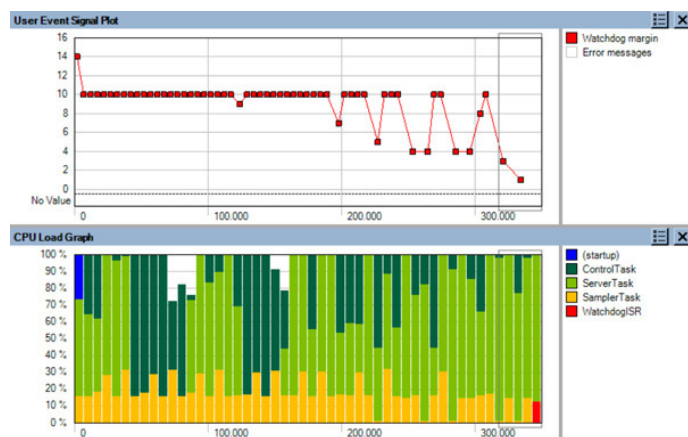 User Event Signal Plot
16
14
12
10
8
6
4
2
0
No Value
0
100.000
200.000
300.000
Watchdog margin
Error messages
CPU Load Graph
100 %
90 %
80 %
70 %
60 %
50 %
40 %
30 %
20 %
10 %
0 %
0
100.000
200.000
300.000
(startup)
ControlTask
ServerTask
SamplerTask
WatchdogISR